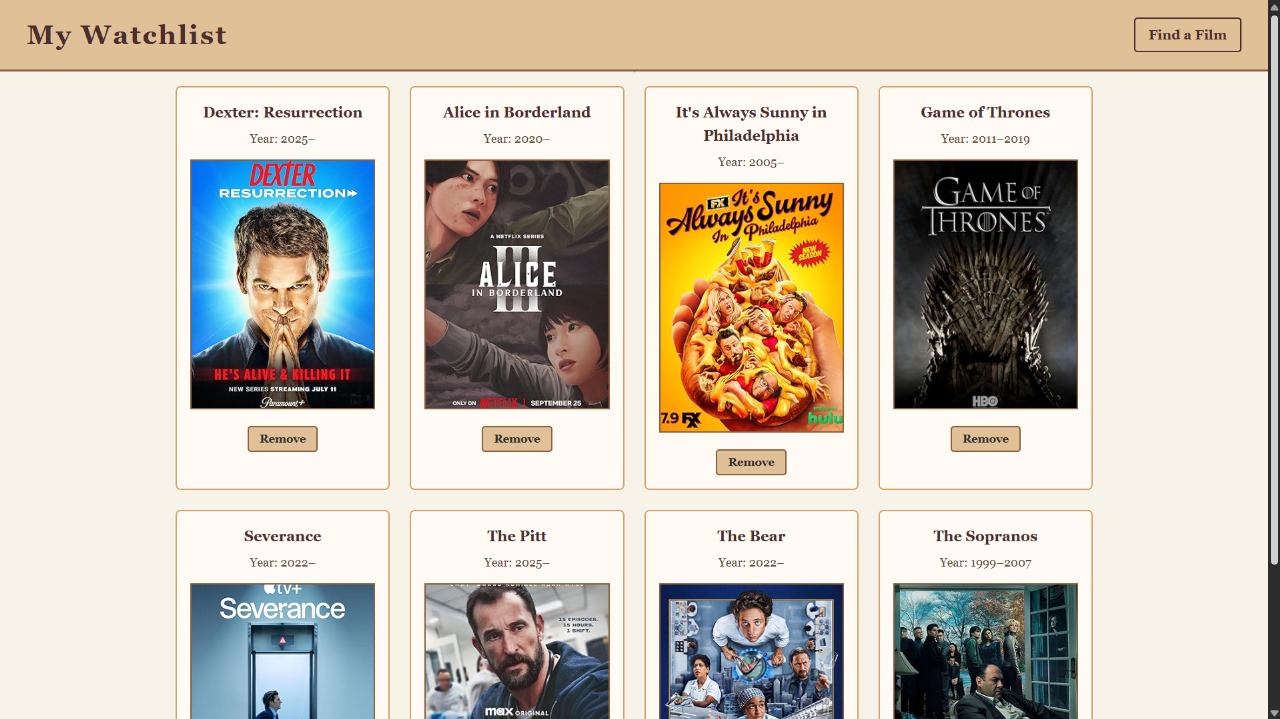 My Watchlist
Find a Film
Dexter: Resurrection
Year: 2025–
DEXTER
RESURRECTION
HE'S ALIVE & KILLING IT
NEW SERIES STREAMING JULY 11
Paramount+
Remove
Alice in Borderland
Year: 2020–
A NETFLIX SERIES
III
ALICE
IN BORDERLAND
ONLY ON NETFLIX | SEPTEMBER 25
Remove
It's Always Sunny in
Philadelphia
Year: 2005–
FX It's
Always Sunny
In Philadelphia
NEW
SEASON
7.9 FX
hulu
Remove
Game of Thrones
Year: 2011–2019
GAME OF
THRONES
HBO
Remove
Severance
Year: 2022–
tv+
Severance
The Pitt
Year: 2025–
15 EPISODES.
15 HOURS.
1 SHIFT.
max ORIGINAL
The Bear
Year: 2022–
The Sopranos
Year: 1999–2007